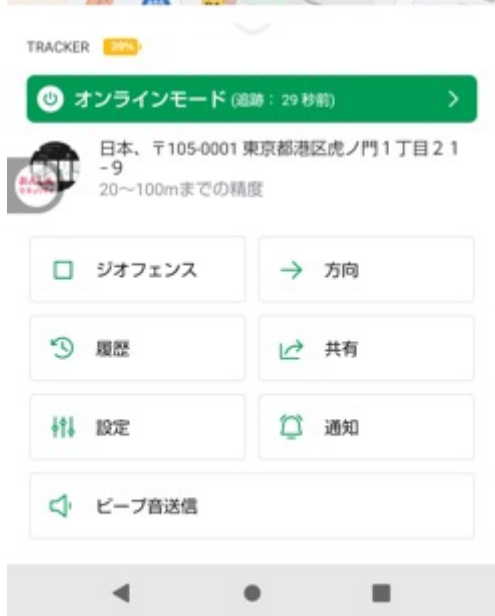 TRACKER 39%
オンラインモード (追跡： 29 秒前)
日本、〒105-0001 東京都港区虎ノ門1丁目21
-9
20～100mまでの精度
ジオフェンス
方向
履歴
共有
設定
通知
ビープ音送信